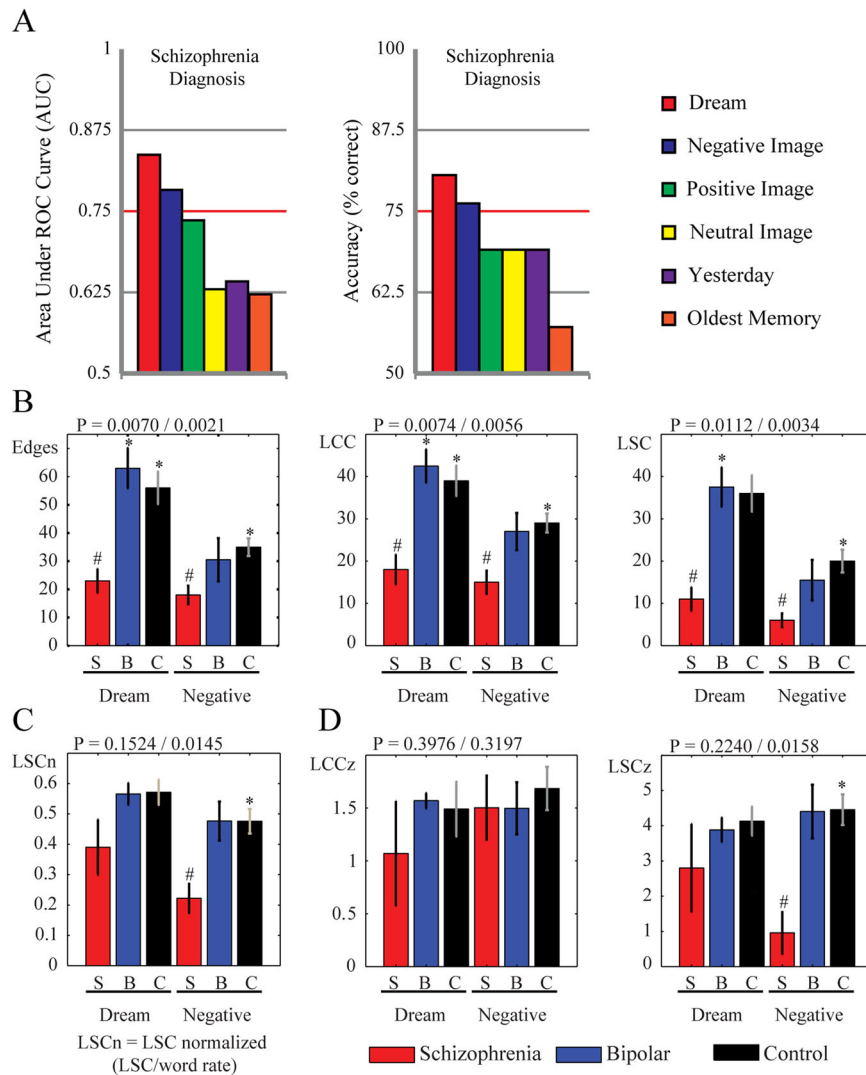 A
Schizophrenia
Diagnosis
Area Under ROC Curve (AUC)
1
0.875
0.75
0.625
0.5
Schizophrenia
Diagnosis
Accuracy (% correct)
100
87.5
75
62.5
50
Dream
Negative Image
Positive Image
Neutral Image
Yesterday
Oldest Memory
B
P = 0.0070 / 0.0021
Edges
60
50
40
30
20
10
0
* * # # *
S B C S B C
Dream Negative
P = 0.0074 / 0.0056
LCC
40
30
20
10
0
* * # # *
S B C S B C
Dream Negative
P = 0.0112 / 0.0034
LSC
40
30
20
10
0
* # # *
S B C S B C
Dream Negative
C
P = 0.1524 / 0.0145
LSCn
0.6
0.5
0.4
0.3
0.2
0.1
0
# *
S B C S B C
Dream Negative
LSCn = LSC normalized
(LSC/word rate)
D
P = 0.3976 / 0.3197
LCCz
1.5
1
0.5
0
S B C S B C
Dream Negative
P = 0.2240 / 0.0158
LSCz
5
4
3
2
1
0
# *
S B C S B C
Dream Negative
Schizophrenia Bipolar Control